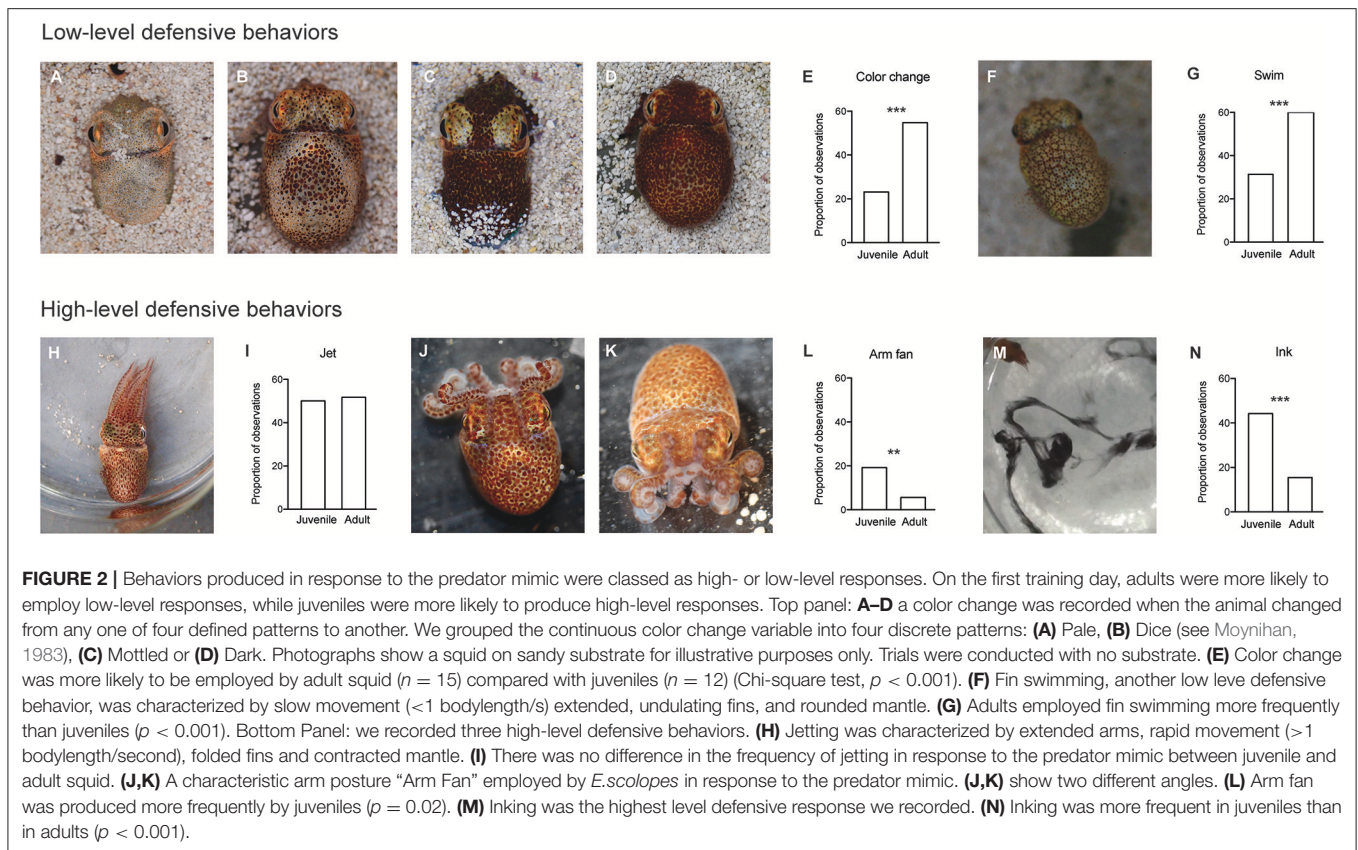 Low-level defensive behaviors
A
B
C
D
E
Color change
60
***
40
20
0
Proportion of observations
Juvenile Adult
F
G
Swim
60
***
40
20
0
Proportion of observations
Juvenile Adult
High-level defensive behaviors
H
I
Jet
60
40
20
0
Proportion of observations
Juvenile Adult
J
K
L
Arm fan
60
40
20
**
0
Proportion of observations
Juvenile Adult
M
N
Ink
60
***
40
20
0
Proportion of observations
Juvenile Adult
FIGURE 2 | Behaviors produced in response to the predator mimic were classed as high- or low-level responses. On the first training day, adults were more likely to
employ low-level responses, while juveniles were more likely to produce high-level responses. Top panel: A–D a color change was recorded when the animal changed
from any one of four defined patterns to another. We grouped the continuous color change variable into four discrete patterns: (A) Pale, (B) Dice (see Moynihan,
1983), (C) Mottled or (D) Dark. Photographs show a squid on sandy substrate for illustrative purposes only. Trials were conducted with no substrate. (E) Color change
was more likely to be employed by adult squid (n = 15) compared with juveniles (n = 12) (Chi-square test, p < 0.001). (F) Fin swimming, another low leve defensive
behavior, was characterized by slow movement (<1 bodylength/s) extended, undulating fins, and rounded mantle. (G) Adults employed fin swimming more frequently
than juveniles (p < 0.001). Bottom Panel: we recorded three high-level defensive behaviors. (H) Jetting was characterized by extended arms, rapid movement (>1
bodylength/second), folded fins and contracted mantle. (I) There was no difference in the frequency of jetting in response to the predator mimic between juvenile and
adult squid. (J,K) A characteristic arm posture “Arm Fan” employed by E.scolopes in response to the predator mimic. (J,K) show two different angles. (L) Arm fan
was produced more frequently by juveniles (p = 0.02). (M) Inking was the highest level defensive response we recorded. (N) Inking was more frequent in juveniles than
in adults (p < 0.001).